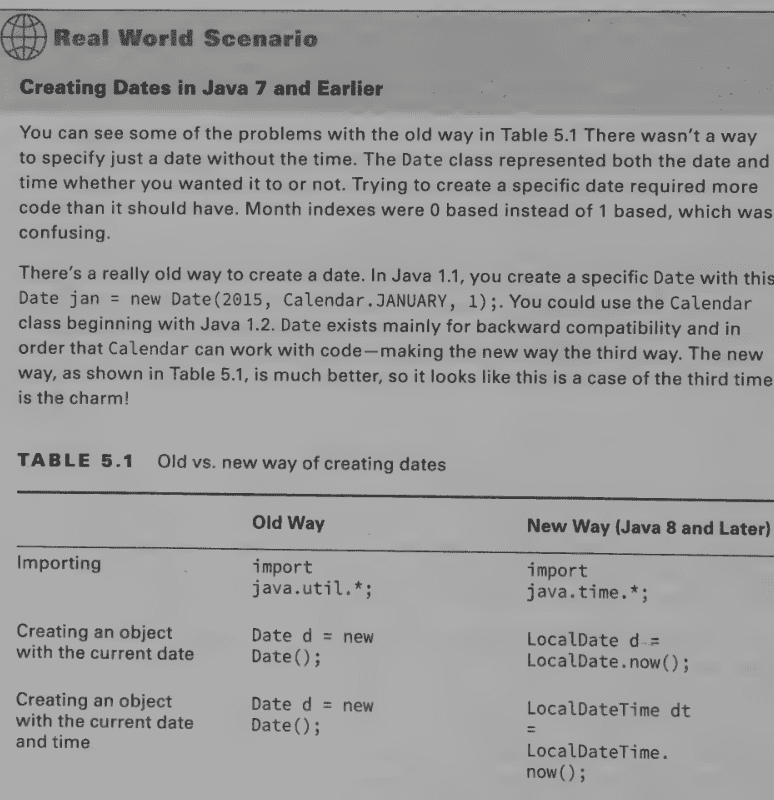 Real World Scenario
Creating Dates in Java 7 and Earlier
You can see some of the problems with the old way in Table 5.1 There wasn't a way
to specify just a date without the time. The Date class represented both the date and
time whether you wanted it to or not. Trying to create a specific date required more
code than it should have. Month indexes were 0 based instead of 1 based, which was
confusing.
There's a really old way to create a date. In Java 1.1, you create a specific Date with this
Date jan = new Date(2015, Calendar.JANUARY, 1);. You could use the Calendar
class beginning with Java 1.2. Date exists mainly for backward compatibility and in
order that Calendar can work with code—making the new way the third way. The new
way, as shown in Table 5.1, is much better, so it looks like this is a case of the third time
is the charm!
TABLE 5.1 Old vs. new way of creating dates
Old Way New Way (Java 8 and Later)
Importing import import
java.util.*; java.time.*;
Creating an object Date d = new LocalDate d =
with the current date Date(); LocalDate.now();
Creating an object Date d = new LocalDateTime dt
with the current date Date(); =
and time LocalDateTime.
now();